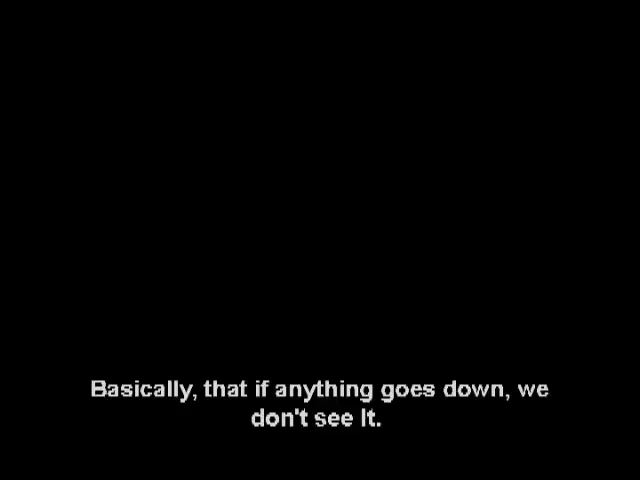 Basically, that if anything goes down, we
don't see It.